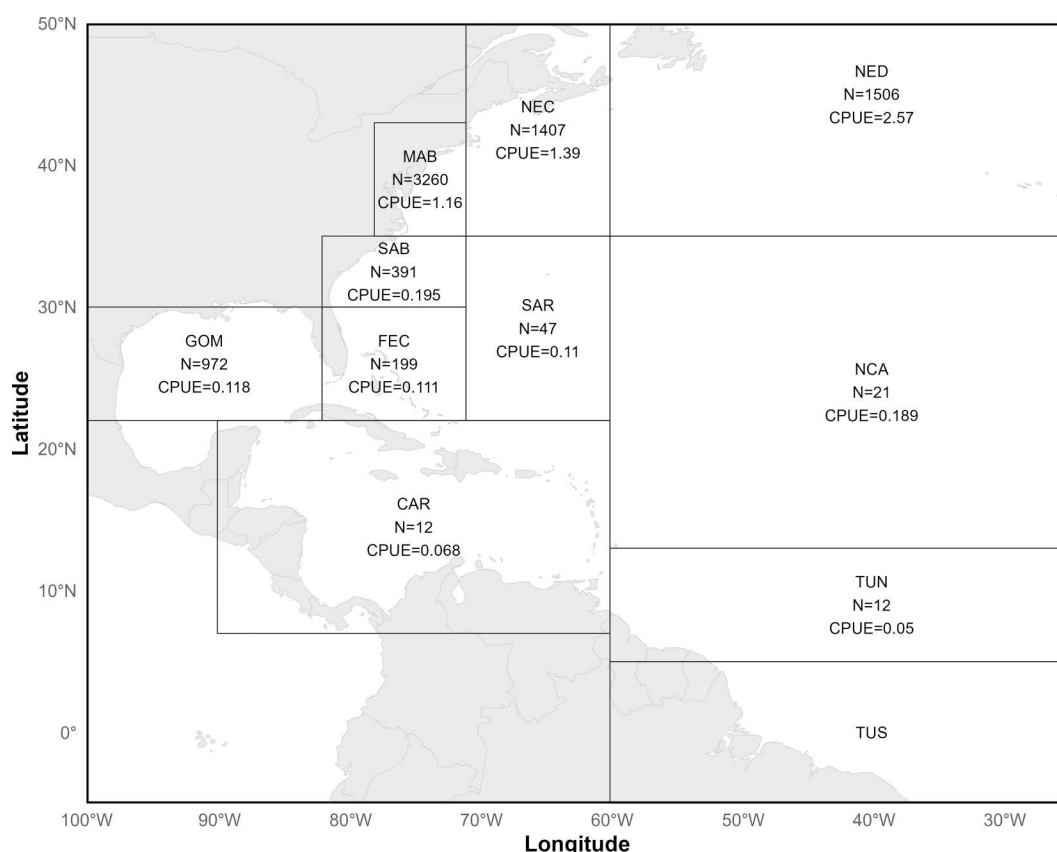 50°N
40°N
30°N
20°N
10°N
0°
Latitude
NED
N=1506
CPUE=2.57
NEC
N=1407
CPUE=1.39
MAB
N=3260
CPUE=1.16
SAB
N=391
CPUE=0.195
SAR
N=47
CPUE=0.11
GOM
N=972
CPUE=0.118
FEC
N=199
CPUE=0.111
NCA
N=21
CPUE=0.189
CAR
N=12
CPUE=0.068
TUN
N=12
CPUE=0.05
TUS
100°W 90°W 80°W 70°W 60°W 50°W 40°W 30°W
Longitude